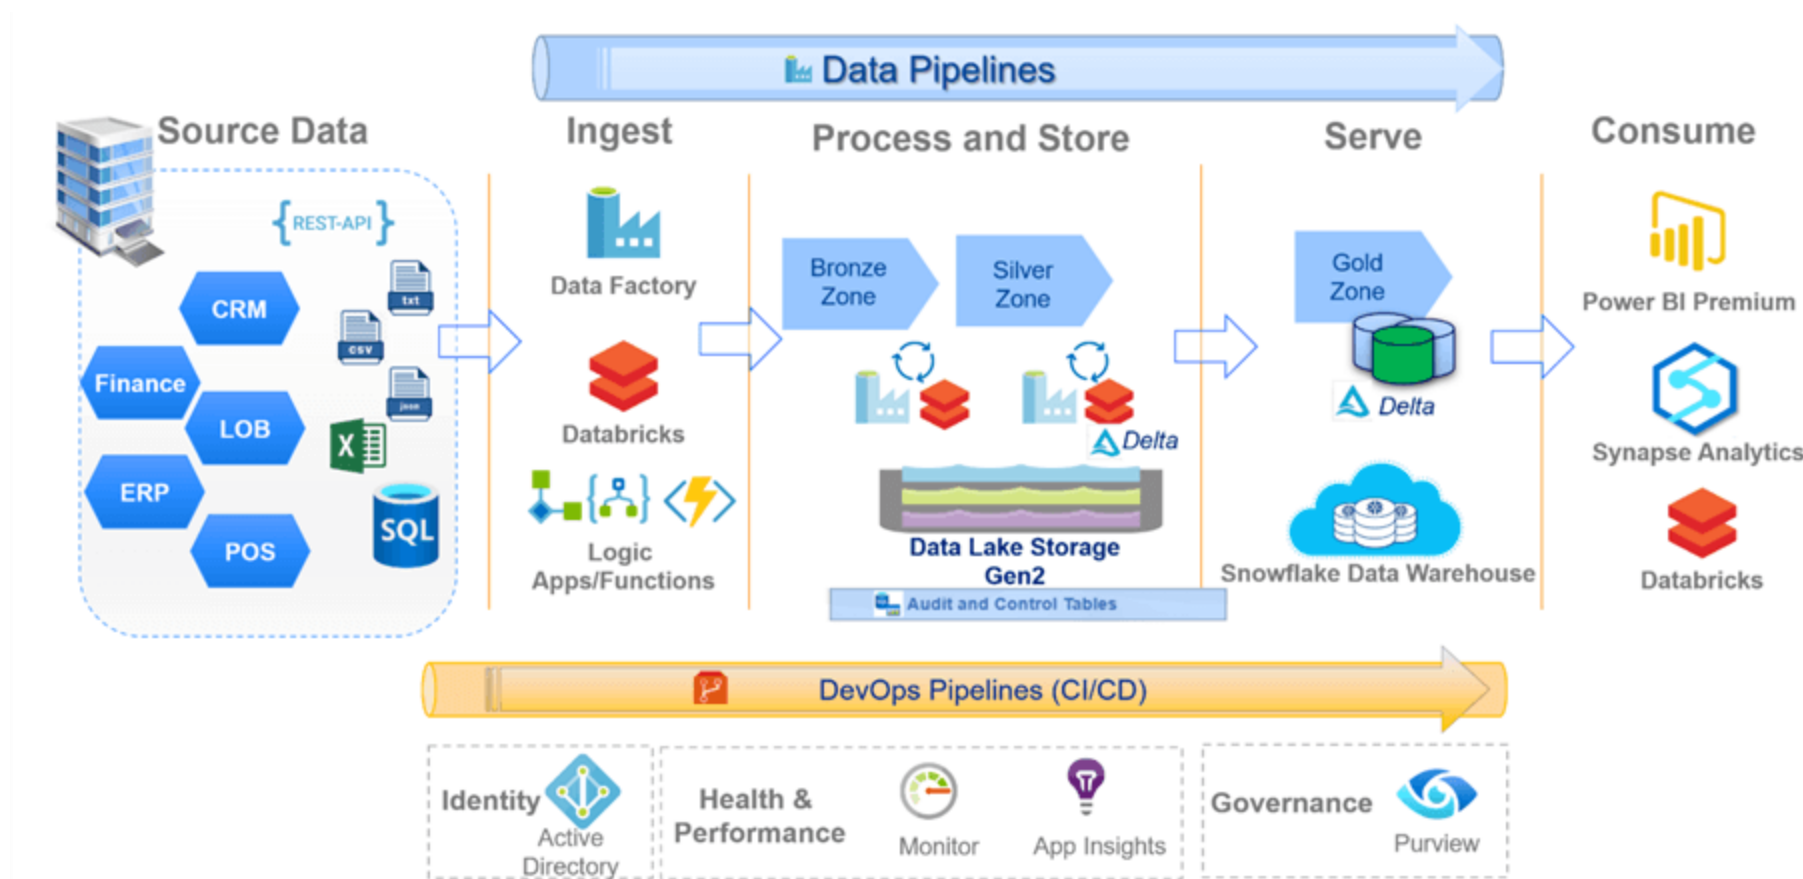 Data Pipelines
Source Data
Ingest
Process and Store
Serve
Consume
{REST-API}
CRM
Finance
LOB
ERP
POS
txt
csv
json
X
SQL
Data Factory
Databricks
Logic
Apps/Functions
Bronze
Zone
Silver
Zone
Delta
Data Lake Storage
Gen2
Audit and Control Tables
Gold
Zone
Delta
Snowflake Data Warehouse
Power BI Premium
Synapse Analytics
Databricks
DevOps Pipelines (CI/CD)
Identity
Active
Directory
Health &
Performance
Monitor
App Insights
Governance
Purview